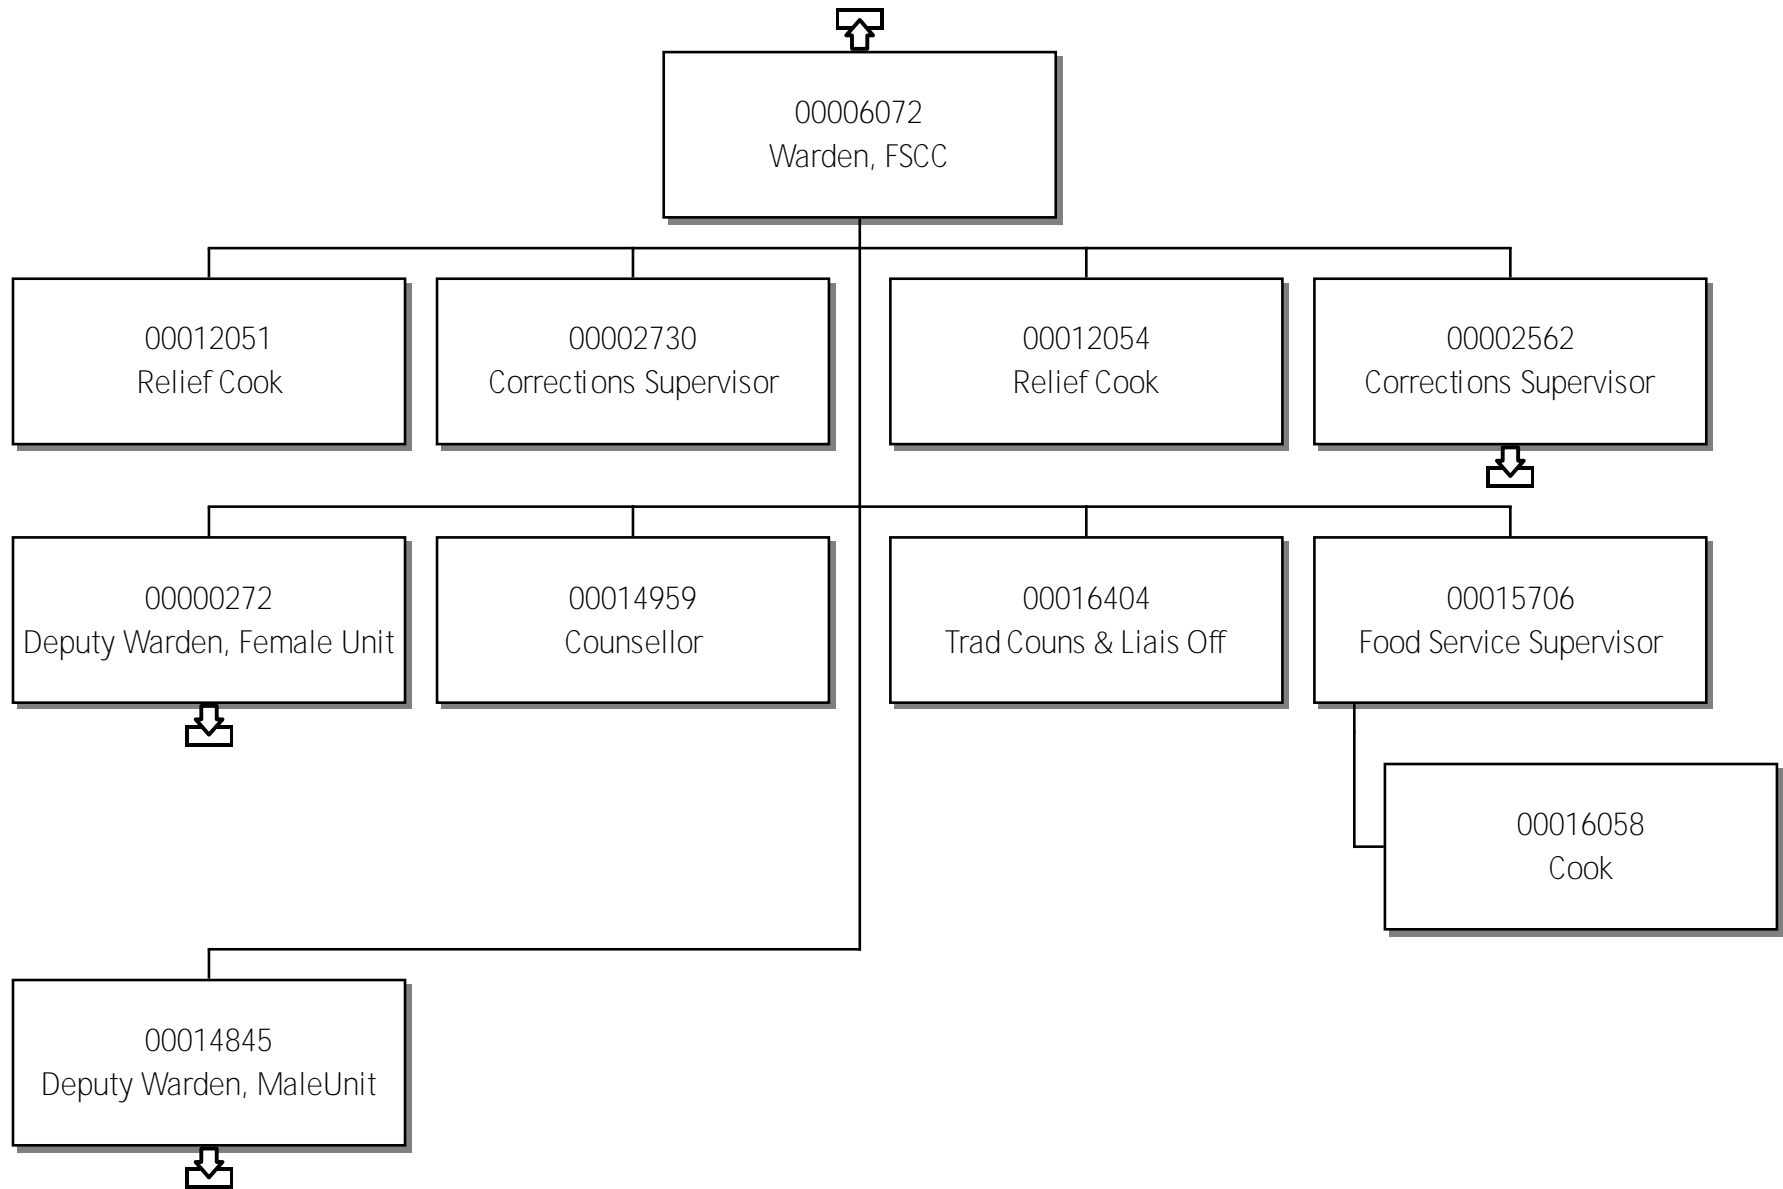 00006072
Warden, FSCC
00012051
Relief Cook
00002730
Corrections Supervisor
00012054
Relief Cook
00002562
Corrections Supervisor
00000272
Deputy Warden, Female Unit
00014959
Counsellor
00016404
Trad Couns & Liais Off
00015706
Food Service Supervisor
00016058
Cook
00014845
Deputy Warden, MaleUnit